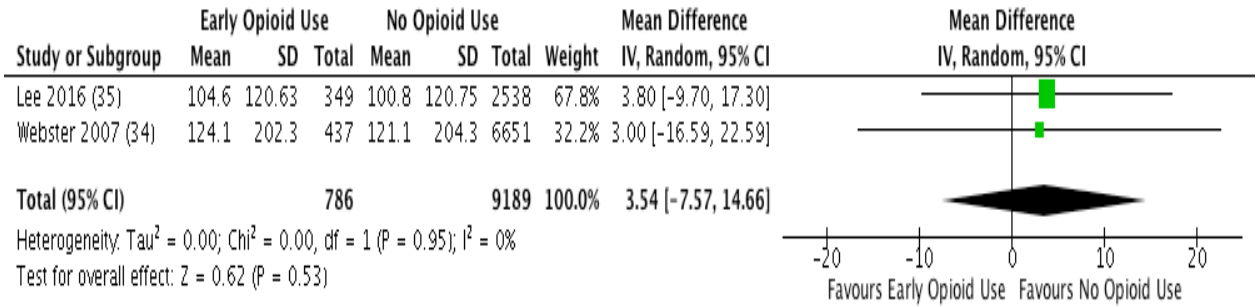 Early Opioid Use No Opioid Use Mean Difference Mean Difference
Study or Subgroup Mean SD Total Mean SD Total Weight IV, Random, 95% CI IV, Random, 95% CI
Lee 2016 (35) 104.6 120.63 349 100.8 120.75 2538 67.8% 3.80 [-9.70, 17.30]
Webster 2007 (34) 124.1 202.3 437 121.1 204.3 6651 32.2% 3.00 [-16.59, 22.59]
Total (95% CI) 786 9189 100.0% 3.54 [-7.57, 14.66]
Heterogeneity: Tau² = 0.00; Chi² = 0.00, df = 1 (P = 0.95); I² = 0%
Test for overall effect: Z = 0.62 (P = 0.53)
-20 -10 0 10 20
Favours Early Opioid Use Favours No Opioid Use